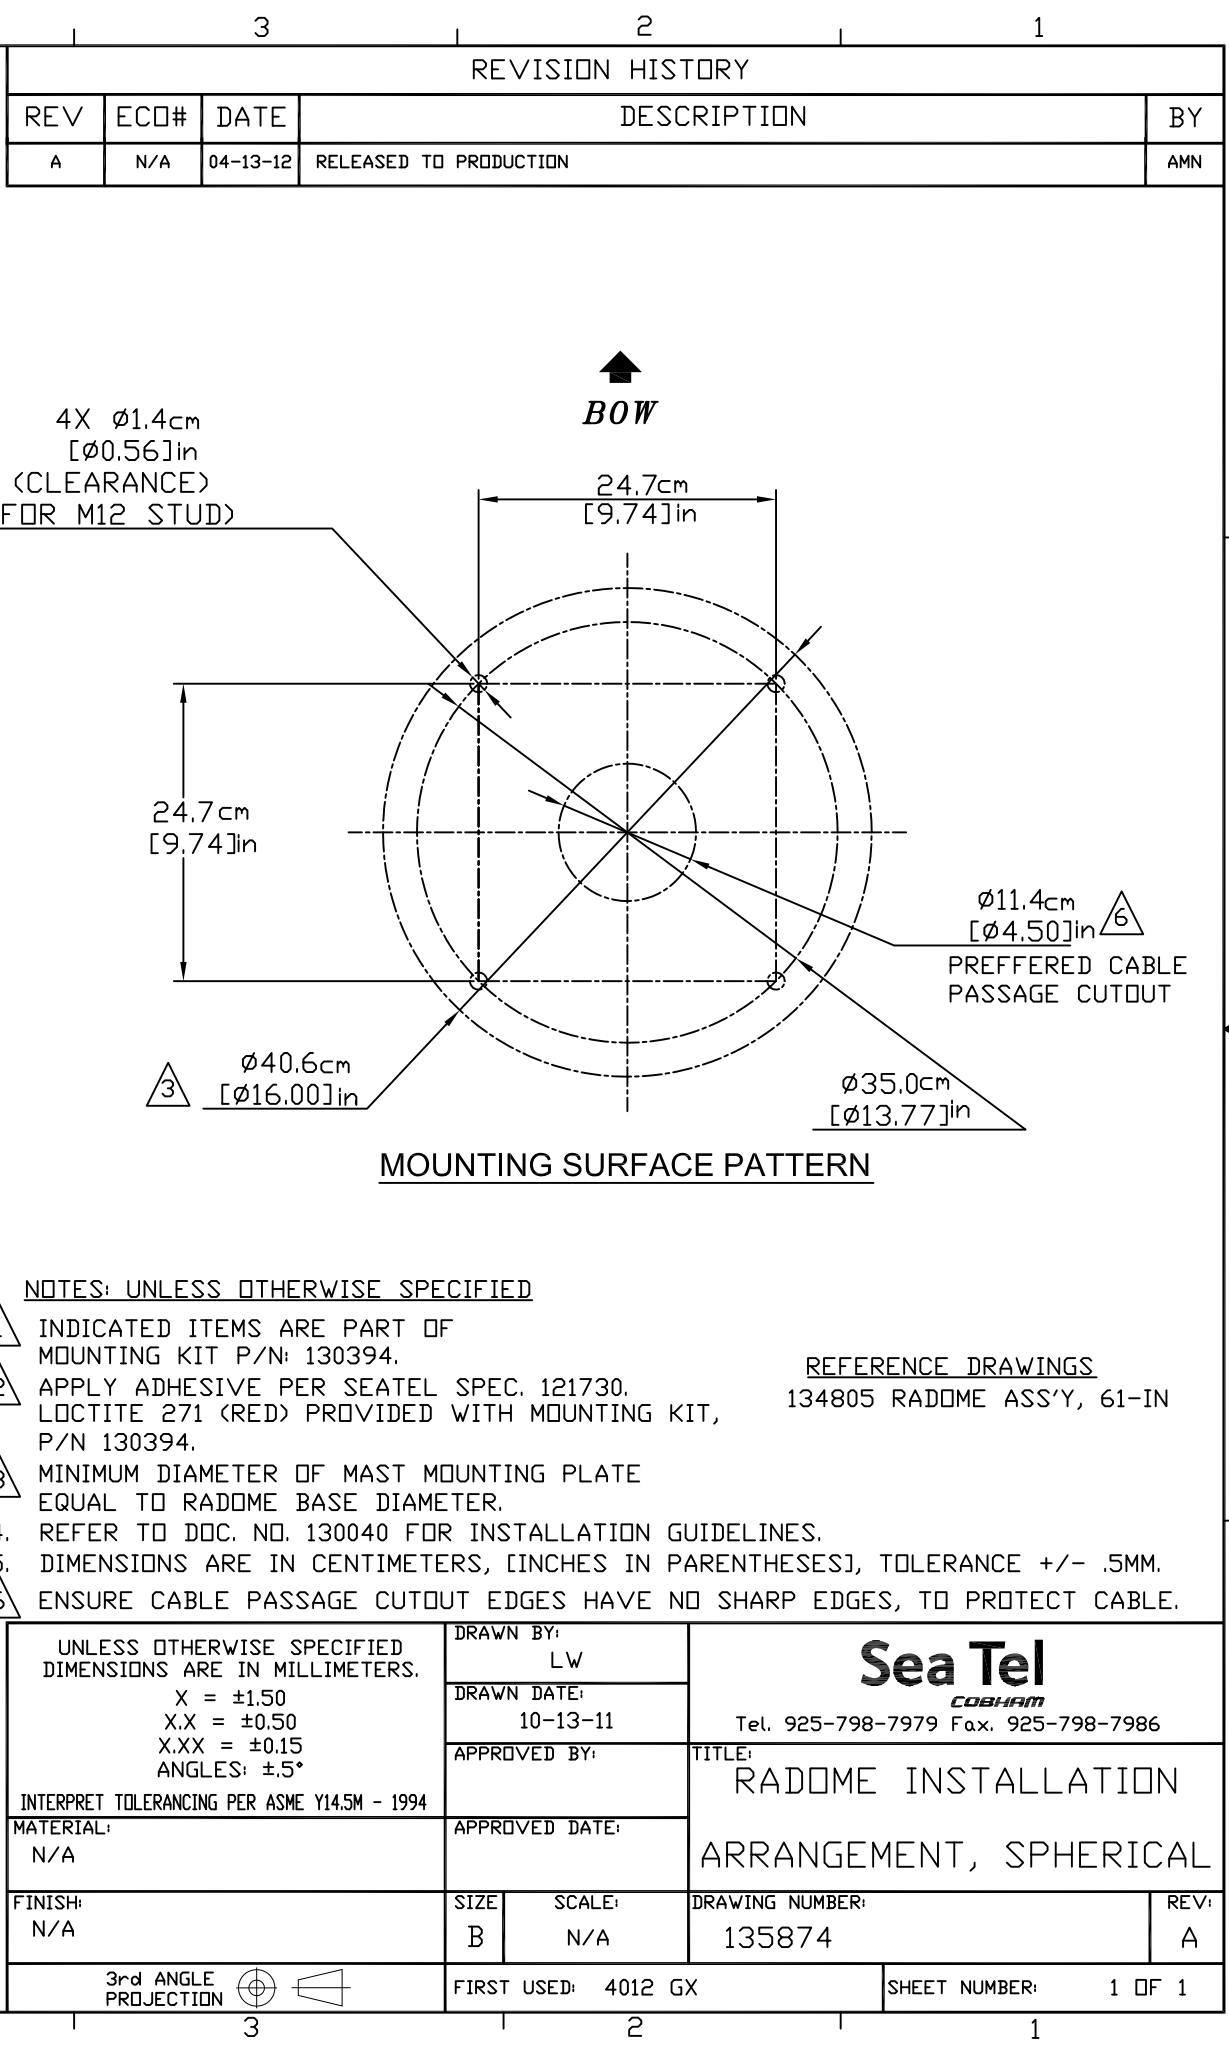 3 2 1
REVISION HISTORY
REV ECO# DATE DESCRIPTION BY
A N/A 04-13-12 RELEASED TO PRODUCTION AMN
BOW
4X Ø1.4cm
[Ø0.56]in
(CLEARANCE)
FOR M12 STUD)
24.7cm
[9.74]in
24.7cm
[9.74]in
Ø11.4cm
[Ø4.50]in 6
PREFFERED CABLE
PASSAGE CUTOUT
3 Ø40.6cm
[Ø16.00]in
Ø35.0cm
[Ø13.77]in
MOUNTING SURFACE PATTERN
NOTES: UNLESS OTHERWISE SPECIFIED
INDICATED ITEMS ARE PART OF
MOUNTING KIT P/N: 130394.
APPLY ADHESIVE PER SEATEL SPEC. 121730.
LOCTITE 271 (RED) PROVIDED WITH MOUNTING KIT,
P/N 130394.
MINIMUM DIAMETER OF MAST MOUNTING PLATE
EQUAL TO RADOME BASE DIAMETER.
REFER TO DOC. NO. 130040 FOR INSTALLATION GUIDELINES.
DIMENSIONS ARE IN CENTIMETERS, [INCHES IN PARENTHESES], TOLERANCE +/- .5MM.
ENSURE CABLE PASSAGE CUTOUT EDGES HAVE NO SHARP EDGES, TO PROTECT CABLE.
REFERENCE DRAWINGS
134805 RADOME ASS'Y, 61-IN
UNLESS OTHERWISE SPECIFIED
DIMENSIONS ARE IN MILLIMETERS.
X = ±1.50
X.X = ±0.50
X.XX = ±0.15
ANGLES: ±.5°
INTERPRET TOLERANCING PER ASME Y14.5M - 1994
MATERIAL:
N/A
FINISH:
N/A
3rd ANGLE
PROJECTION
DRAWN BY:
LW
DRAWN DATE:
10-13-11
APPROVED BY:
APPROVED DATE:
SIZE
B
SCALE:
N/A
Sea Tel
COBHAM
Tel. 925-798-7979 Fax. 925-798-7986
TITLE:
RADOME INSTALLATION
ARRANGEMENT, SPHERICAL
DRAWING NUMBER:
135874
REV:
A
FIRST USED: 4012 GX
SHEET NUMBER: 1 OF 1
3 2 1